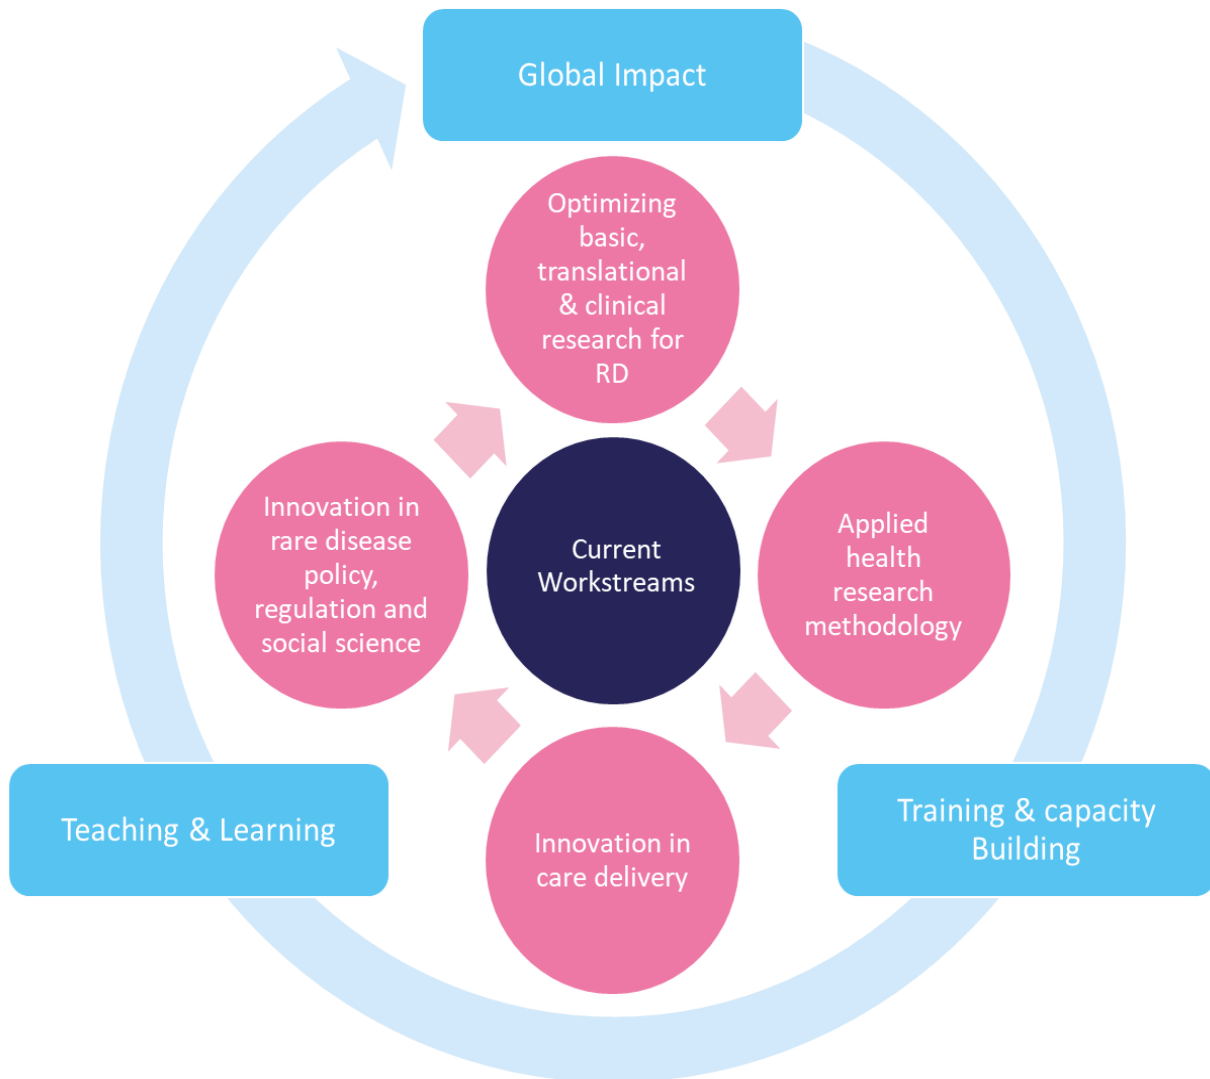 Global Impact
Optimizing
basic,
translational
& clinical
research for
RD
Innovation in
rare disease
policy,
regulation and
social science
Current
Workstreams
Applied
health
research
methodology
Teaching & Learning
Innovation in
care delivery
Training & capacity
Building